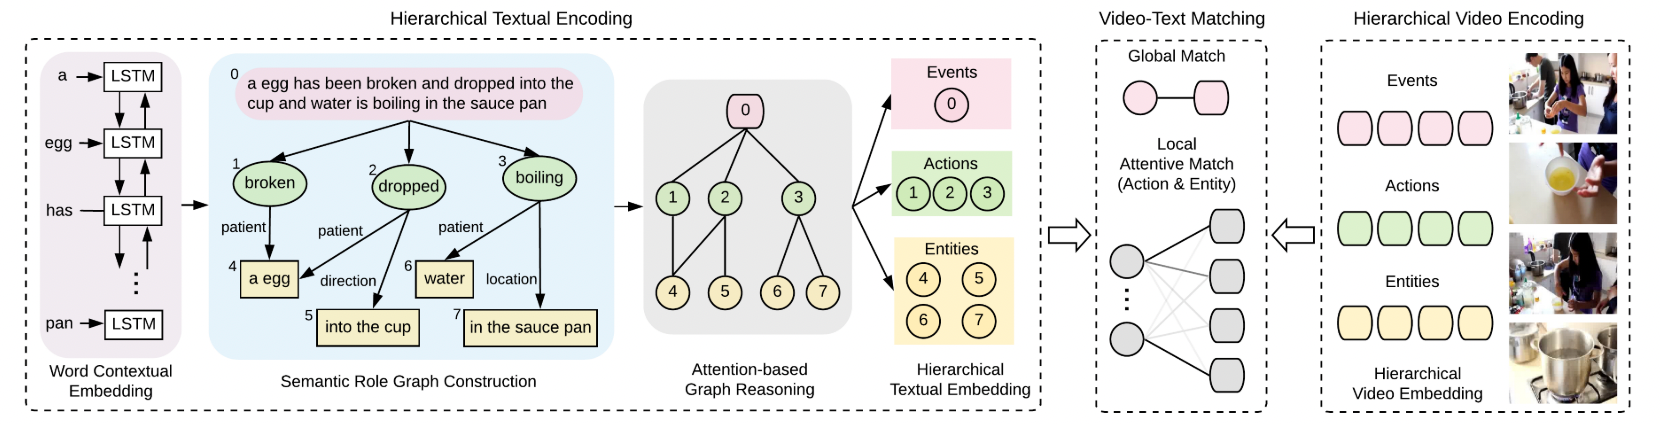 Hierarchical Textual Encoding
Video-Text Matching
Hierarchical Video Encoding
a
LSTM
egg
LSTM
has
LSTM
⋮
pan
LSTM
Word Contextual
Embedding
0
a egg has been broken and dropped into the
cup and water is boiling in the sauce pan
1
broken
2
dropped
3
boiling
patient
patient
patient
direction
location
4
a egg
5
into the cup
6
water
7
in the sauce pan
Semantic Role Graph Construction
0
1
2
3
4
5
6
7
Attention-based
Graph Reasoning
Events
0
Actions
1 2 3
Entities
4 5
6 7
Hierarchical
Textual Embedding
Global Match
Local
Attentive Match
(Action & Entity)
⋮
Events
Actions
Entities
Hierarchical
Video Embedding